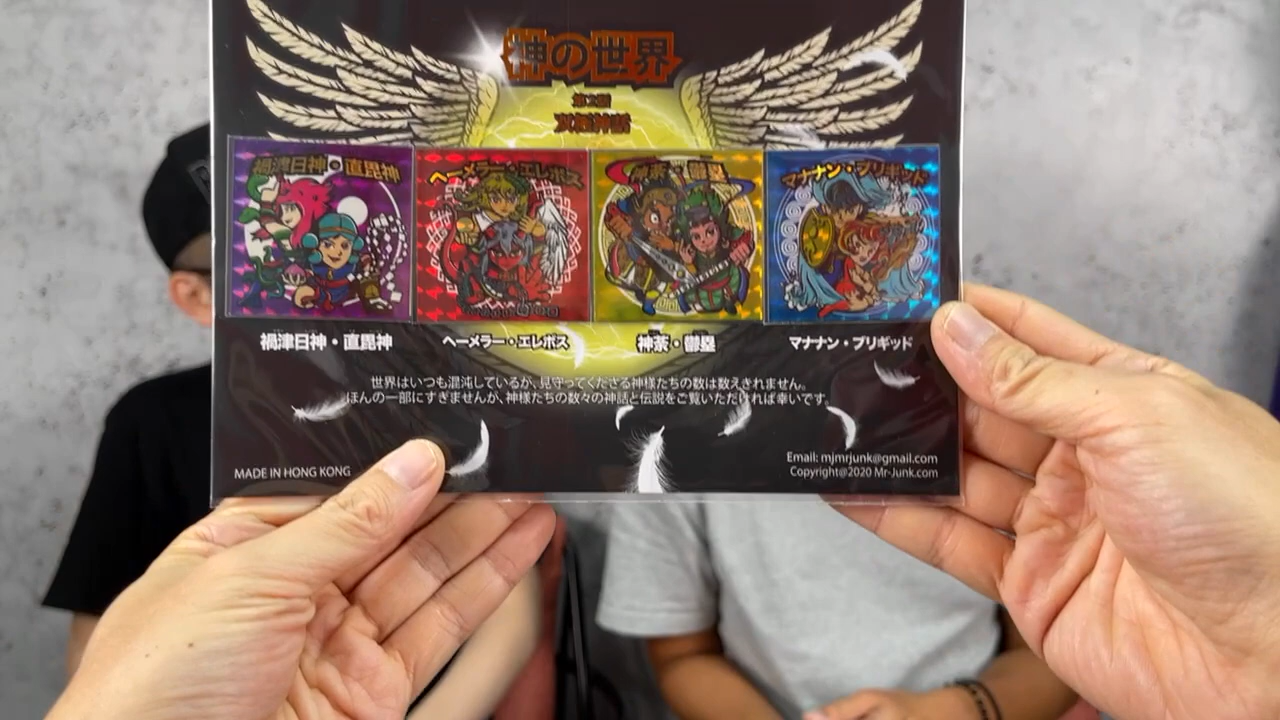 神の世界
第2話
双対神話
禍津日神・直毘神
ヘーメラー・エレボス
神荼・鬱塁
マナナン・ブリギッド
禍津日神・直毘神
ヘーメラー・エレボス
神荼・鬱塁
マナナン・ブリギッド
世界はいつも混沌しているが、見守ってくださる神様たちの数は数えきれません。
ほんの一部にすぎませんが、神様たちの数々の神話と伝説をご覧いただければ幸いです。
MADE IN HONG KONG
Email: mjmrjunk@gmail.com
Copyright@2020 Mr-Junk.com